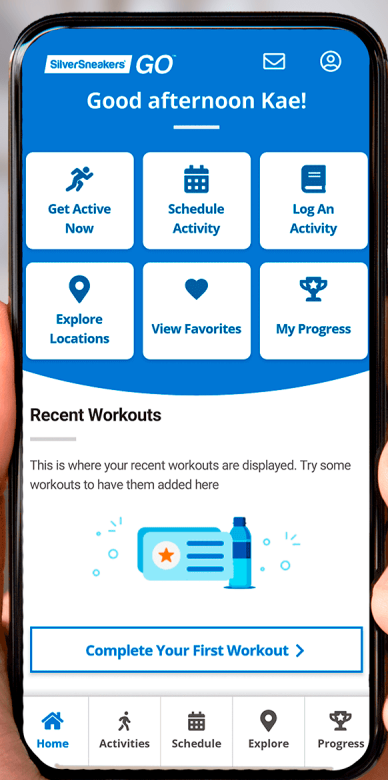 SilverSneakers GO™
Good afternoon Kae!
Get Active
Now
Schedule
Activity
Log An
Activity
Explore
Locations
View Favorites
My Progress
Recent Workouts
This is where your recent workouts are displayed. Try some
workouts to have them added here
Complete Your First Workout
Home
Activities
Schedule
Explore
Progress